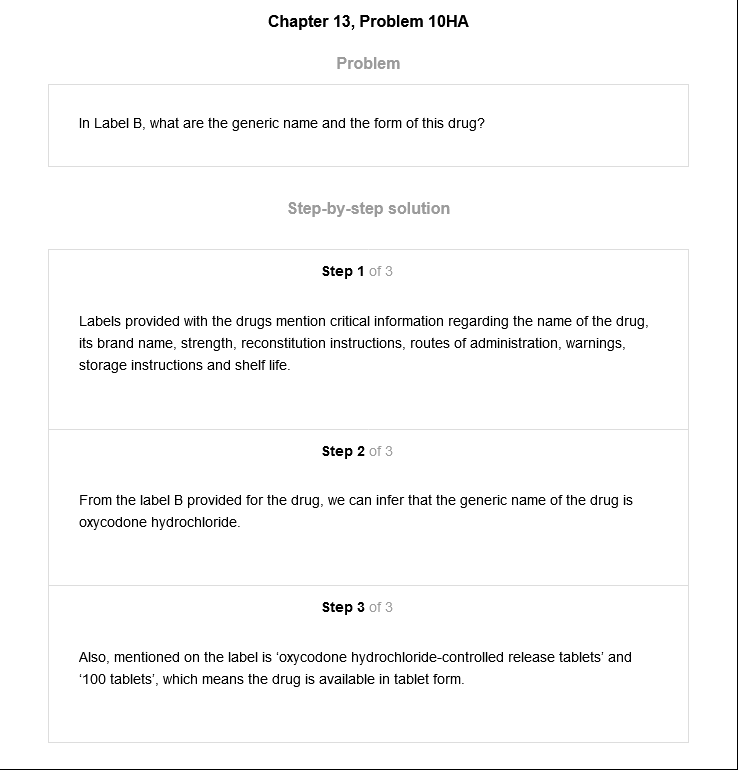 Chapter 13, Problem 10HA
Problem
In Label B, what are the generic name and the form of this drug?
Step-by-step solution
Step 1 of 3
Labels provided with the drugs mention critical information regarding the name of the drug,
its brand name, strength, reconstitution instructions, routes of administration, warnings,
storage instructions and shelf life.
Step 2 of 3
From the label B provided for the drug, we can infer that the generic name of the drug is
oxycodone hydrochloride.
Step 3 of 3
Also, mentioned on the label is ‘oxycodone hydrochloride-controlled release tablets’ and
‘100 tablets’, which means the drug is available in tablet form.